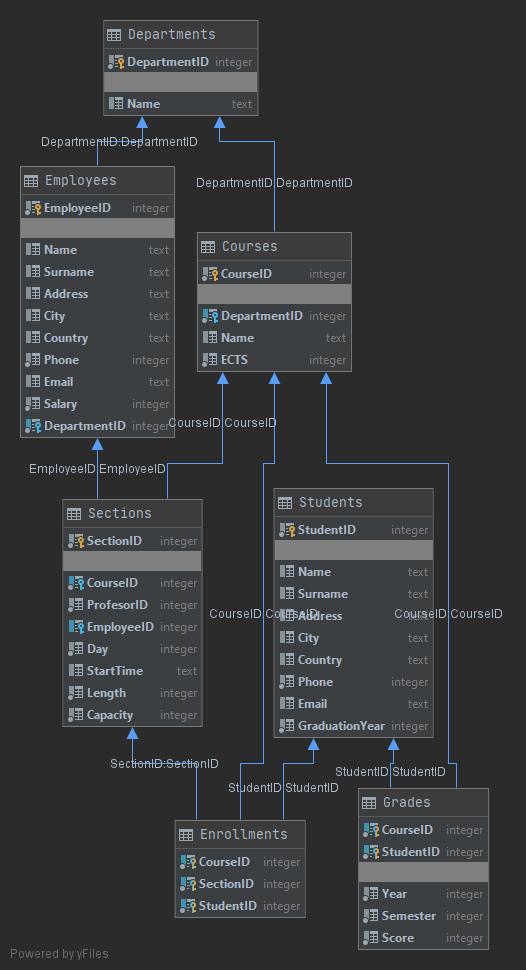 Departments
DepartmentID integer
Name text
DepartmentID:DepartmentID
DepartmentID:DepartmentID
Employees
EmployeeID integer
Name text
Surname text
Address text
City text
Country text
Phone integer
Email text
Salary integer
DepartmentID integer
Courses
CourseID integer
DepartmentID integer
Name text
ECTS integer
CourseID:CourseID
EmployeeID:EmployeeID
Sections
SectionID integer
CourseID integer
ProfesorID integer
EmployeeID integer
Day integer
StartTime text
Length integer
Capacity integer
Students
StudentID integer
Name text
Surname text
Address text
City text
Country text
Phone integer
Email text
GraduationYear integer
CourseID:CourseID
CourseID:CourseID
SectionID:SectionID
StudentID:StudentID
StudentID:StudentID
Enrollments
CourseID integer
SectionID integer
StudentID integer
Grades
CourseID integer
StudentID integer
Year integer
Semester integer
Score integer
Powered by yFiles